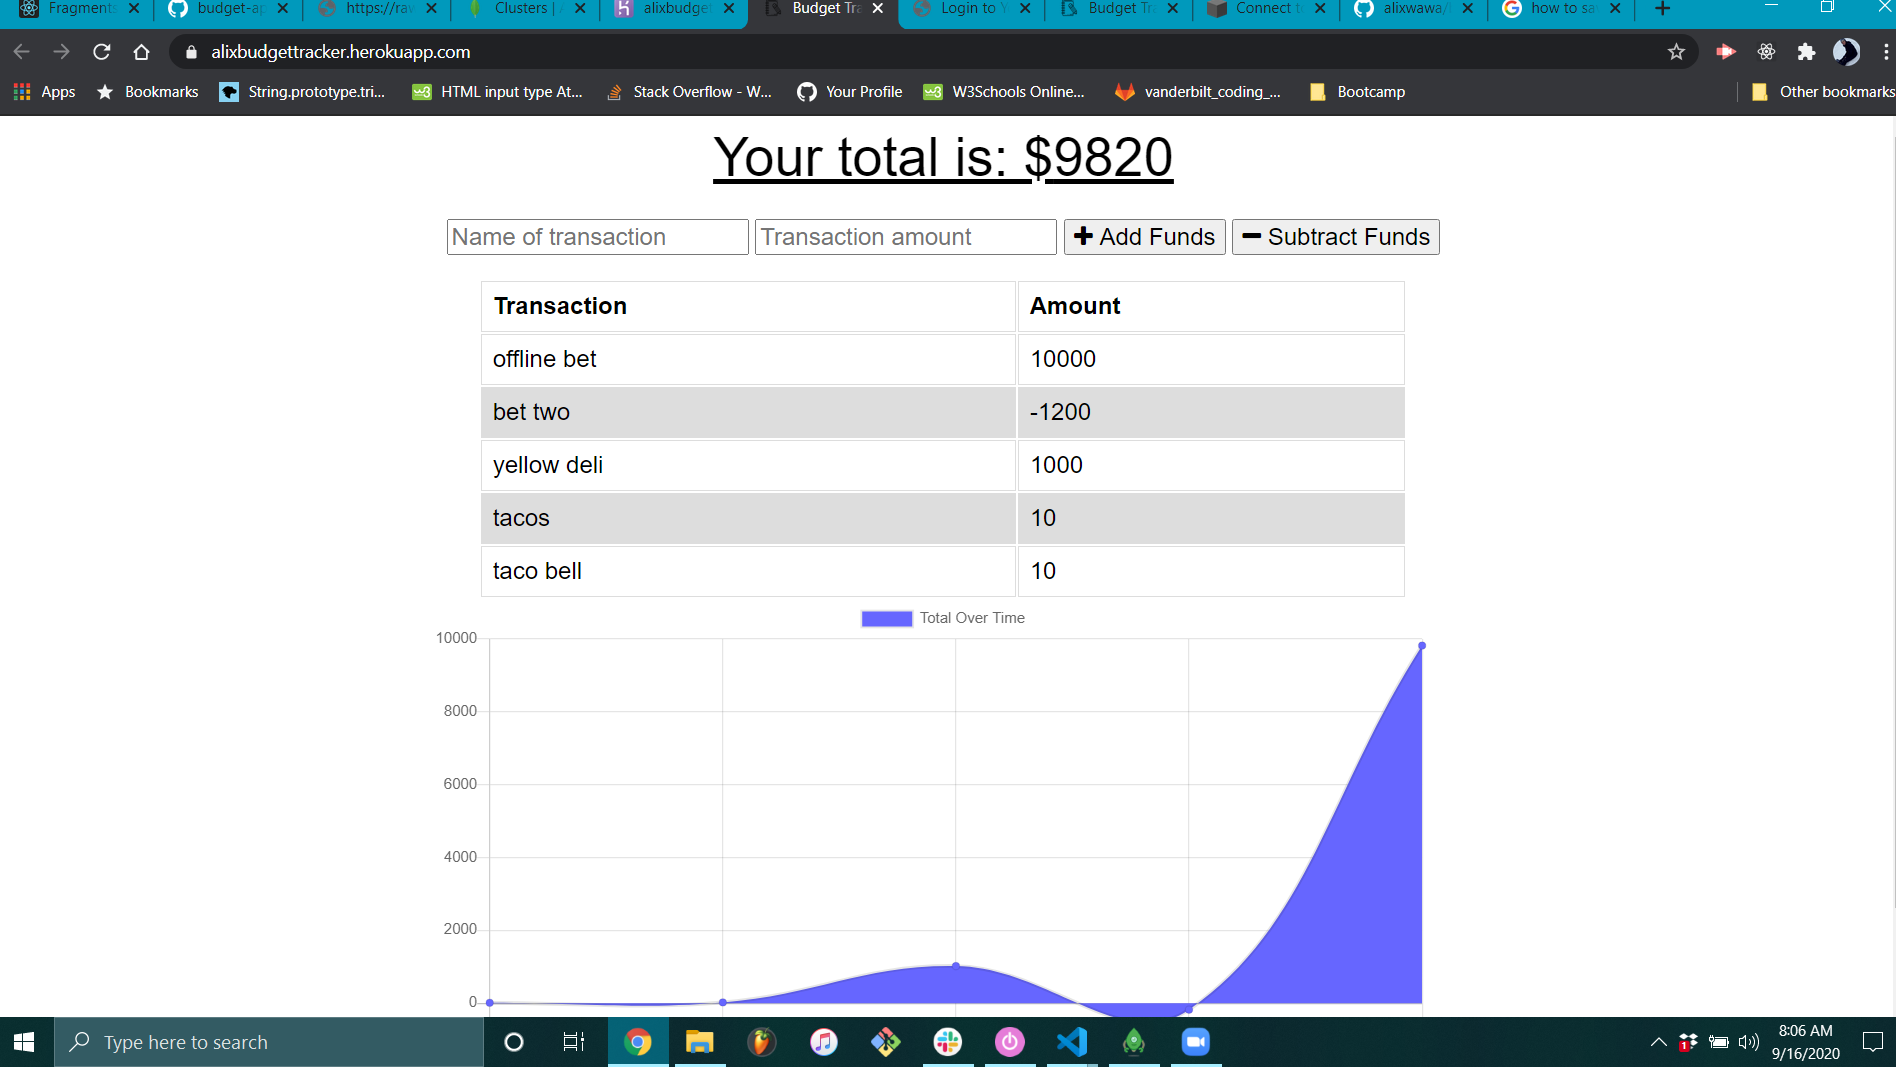 Fragments budget-ap https://rav Clusters | alixbudget Budget Tra Login to Y Budget Tr Connect t alixwawa/ how to sa
alixbudgettracker.herokuapp.com
Apps Bookmarks String.prototype.tri... HTML input type At... Stack Overflow - W... Your Profile W3Schools Online... vanderbilt_coding_... Bootcamp Other bookmarks
Your total is: $9820
Name of transaction Transaction amount Add Funds Subtract Funds
Transaction Amount
offline bet 10000
bet two -1200
yellow deli 1000
tacos 10
taco bell 10
Total Over Time
10000
8000
6000
4000
2000
0
Type here to search
1
8:06 AM
9/16/2020